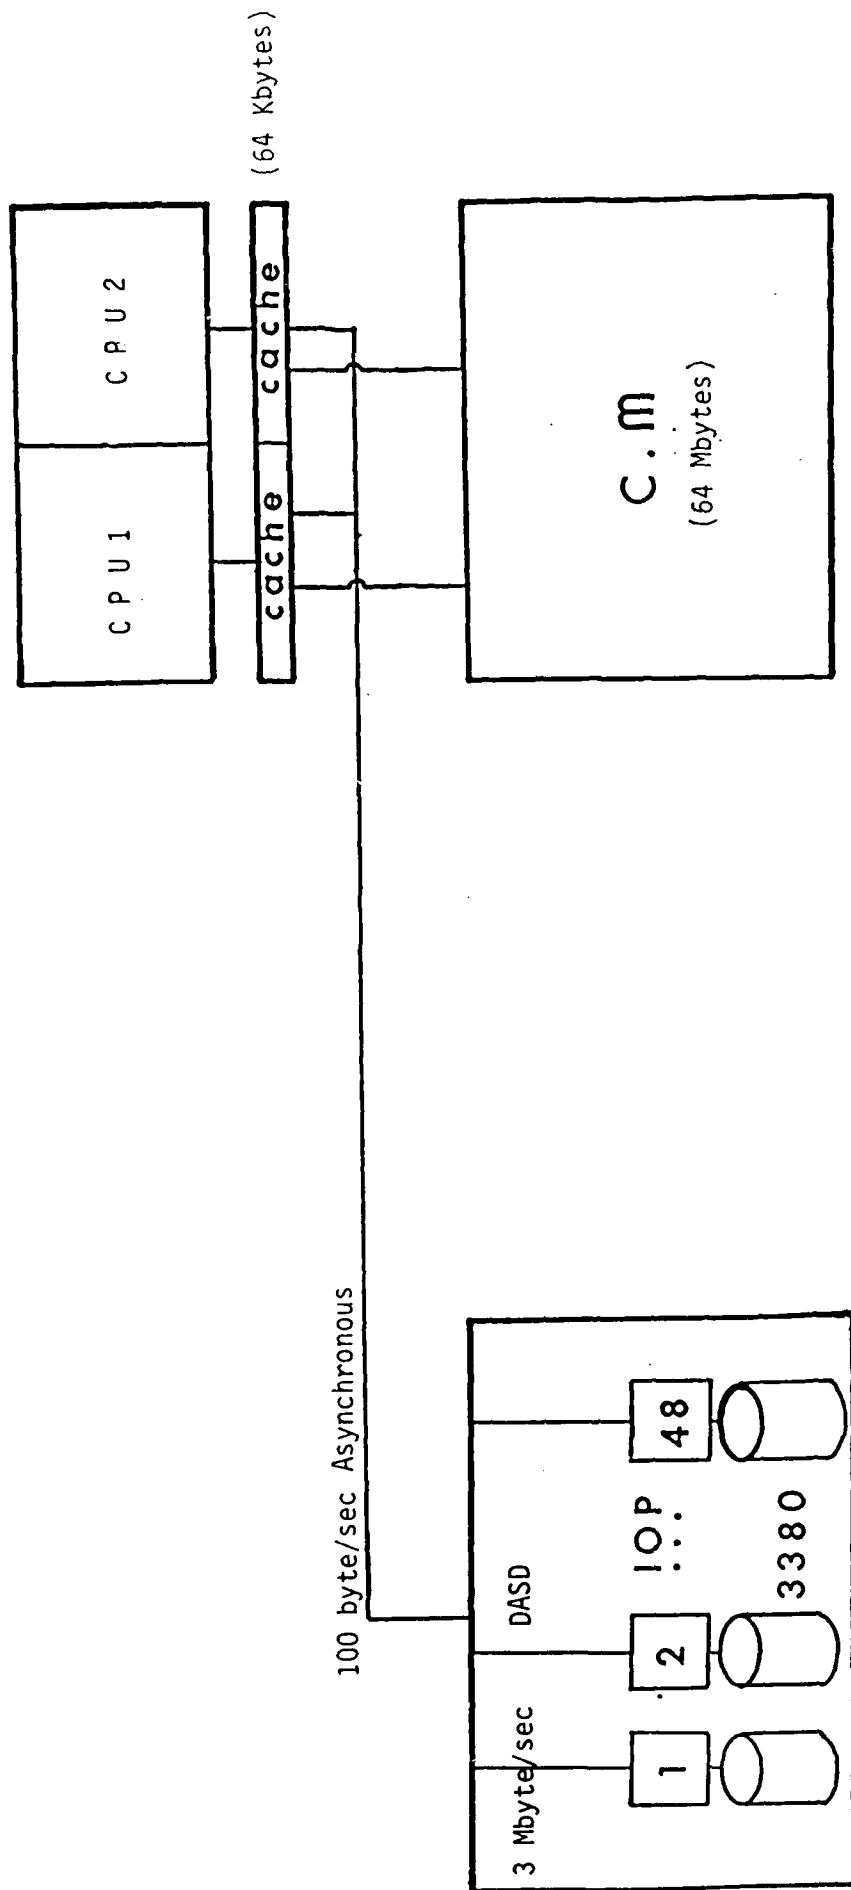 CPU1
CPU2
cache
cache
(64 Kbytes)
100 byte/sec Asynchronous
C.m
(64 Mbytes)
DASD
3 Mbyte/sec
1
2
IOP
...
48
3380